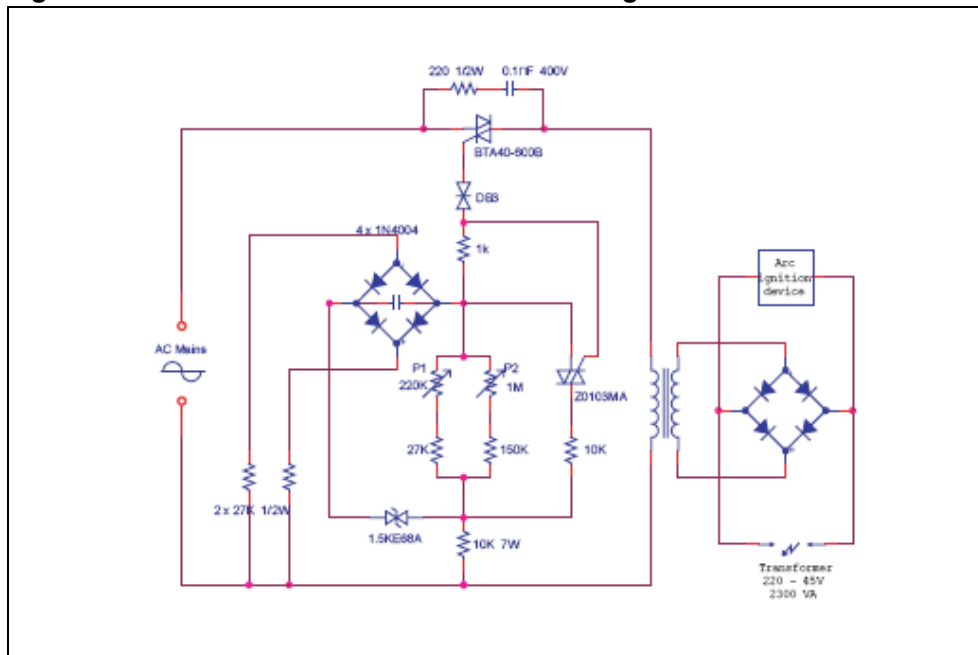 220 1/2W 0.1nF 400V
BTA40-600B
DB3
4 x 1N4004
1k
Arc
ignition
device
AC Mains
P1
220K
P2
1M
Z0103MA
27K
150K
10K
2 x 27K 1/2W
1.5KE68A
10K 7W
Transformer
220 - 45V
2300 VA